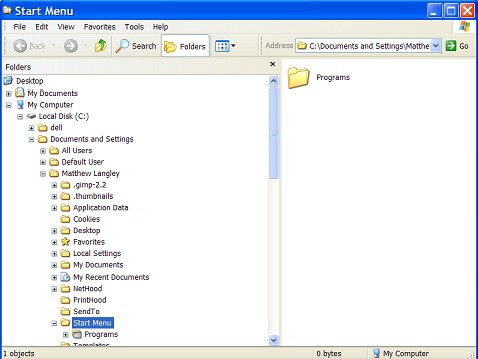 Start Menu
File Edit View Favorites Tools Help
Back Search Folders Address C:\Documents and Settings\Matthe Go
Folders
Desktop
My Documents
My Computer
Local Disk (C:)
dell
Documents and Settings
All Users
Default User
Matthew Langley
.gimp-2.2
.thumbnails
Application Data
Cookies
Desktop
Favorites
Local Settings
My Documents
My Recent Documents
NetHood
PrintHood
SendTo
Start Menu
Programs
Templates
Programs
1 objects 0 bytes My Computer